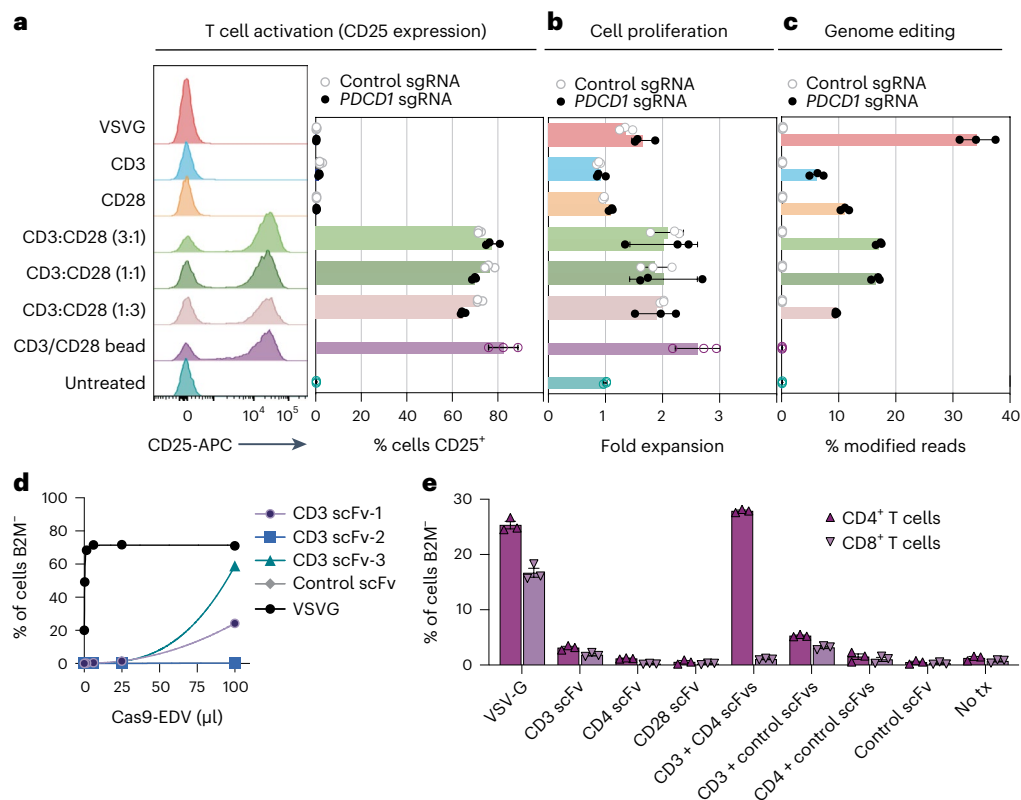 a
T cell activation (CD25 expression)
Control sgRNA
PDCD1 sgRNA
VSVG
CD3
CD28
CD3:CD28 (3:1)
CD3:CD28 (1:1)
CD3:CD28 (1:3)
CD3/CD28 bead
Untreated
0 10⁴ 10⁵
CD25-APC
0 20 40 60 80
% cells CD25⁺
b
Cell proliferation
Control sgRNA
PDCD1 sgRNA
0 1 2 3
Fold expansion
c
Genome editing
Control sgRNA
PDCD1 sgRNA
0 10 20 30 40
% modified reads
d
% of cells B2M⁻
100
80
60
40
20
0
0 25 50 75 100
Cas9-EDV (µl)
CD3 scFv-1
CD3 scFv-2
CD3 scFv-3
Control scFv
VSVG
e
% of cells B2M⁻
30
20
10
0
CD4⁺ T cells
CD8⁺ T cells
VSV-G
CD3 scFv
CD4 scFv
CD28 scFv
CD3 + CD4 scFvs
CD3 + control scFvs
CD4 + control scFvs
Control scFv
No tx